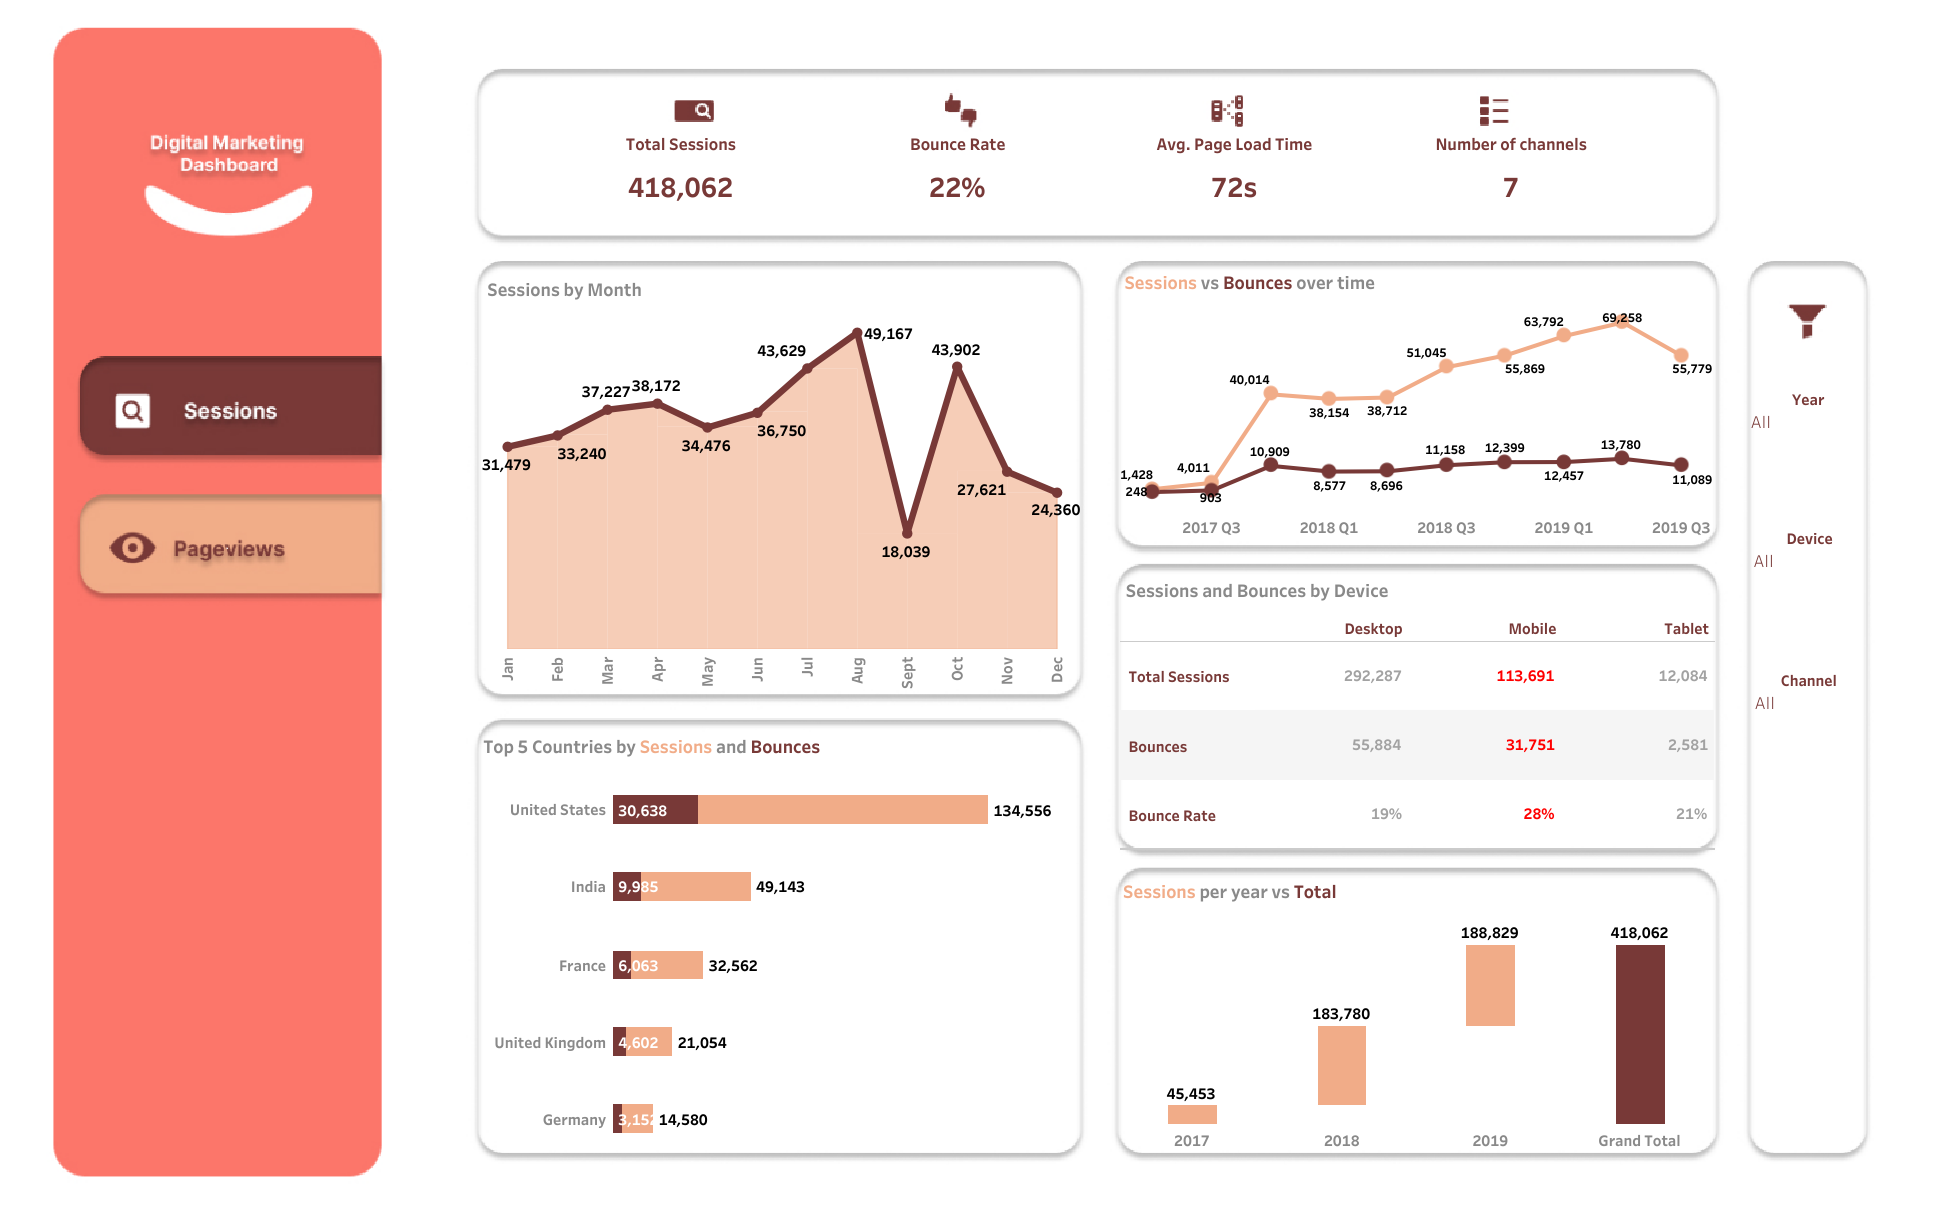 Digital Marketing
Dashboard
Sessions
Pageviews
Total Sessions
418,062
Bounce Rate
22%
Avg. Page Load Time
72s
Number of channels
7
Sessions by Month
31,479
33,240
37,227
38,172
34,476
36,750
43,629
49,167
18,039
43,902
27,621
24,360
Jan
Feb
Mar
Apr
May
Jun
Jul
Aug
Sept
Oct
Nov
Dec
Sessions vs Bounces over time
1,428
4,011
40,014
38,154
38,712
51,045
55,869
63,792
69,258
55,779
248
903
10,909
8,577
8,696
11,158
12,399
12,457
13,780
11,089
2017 Q3
2018 Q1
2018 Q3
2019 Q1
2019 Q3
Top 5 Countries by Sessions and Bounces
United States 30,638 134,556
India 9,985 49,143
France 6,063 32,562
United Kingdom 4,602 21,054
Germany 3,152 14,580
Sessions and Bounces by Device
Desktop Mobile Tablet
Total Sessions 292,287 113,691 12,084
Bounces 55,884 31,751 2,581
Bounce Rate 19% 28% 21%
Sessions per year vs Total
45,453
183,780
188,829
418,062
2017
2018
2019
Grand Total
Year
All
Device
All
Channel
All